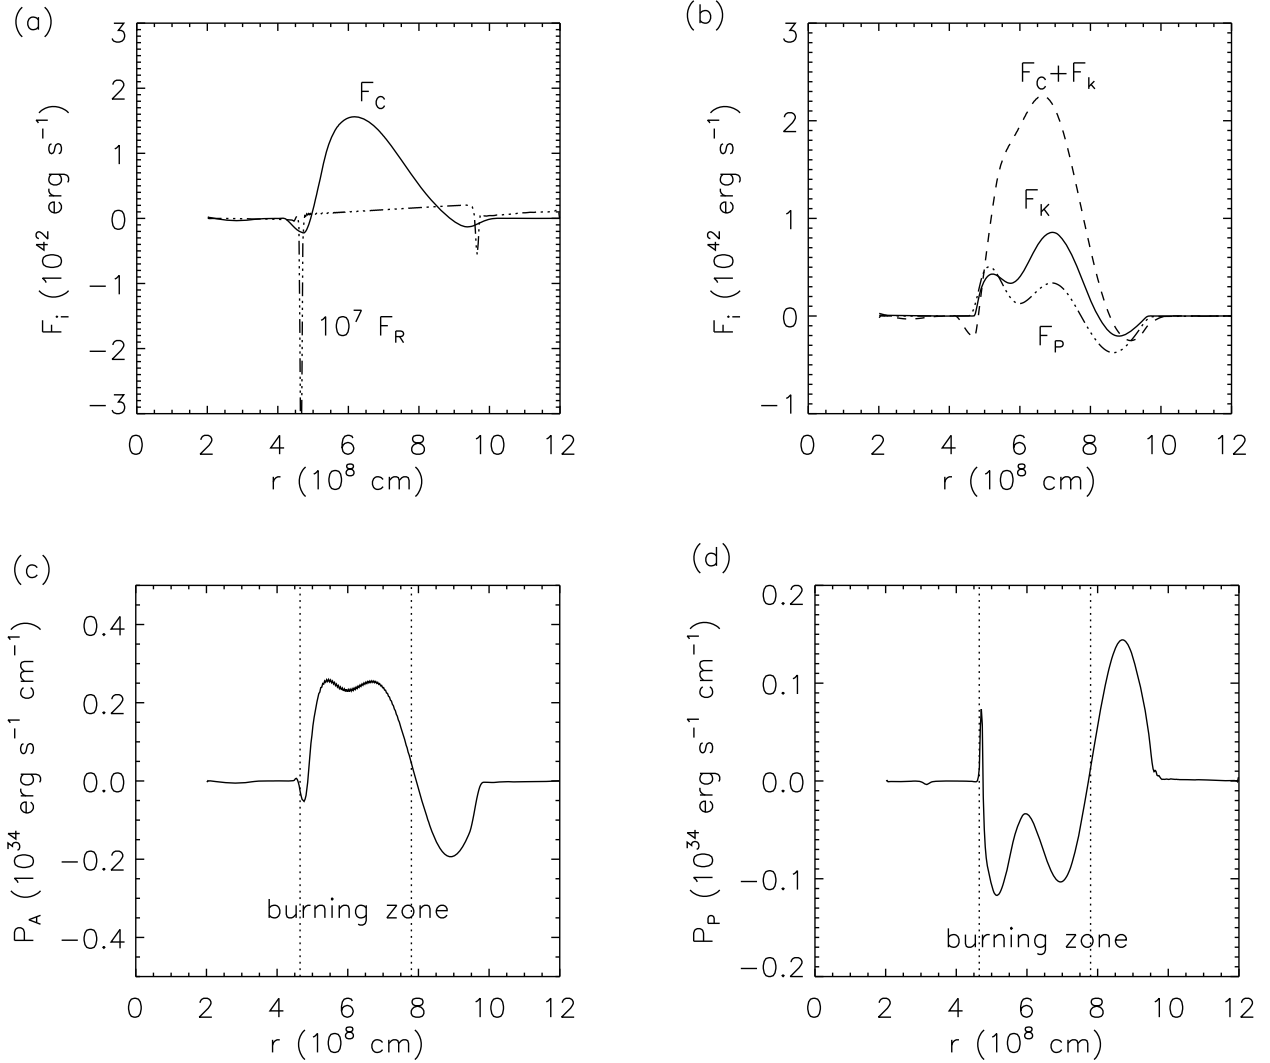 (a)
3
2
1
0
−1
−2
−3
F_i (10^42 erg s^−1)
F_C
10^7 F_R
0 2 4 6 8 10 12
r (10^8 cm)
(b)
3
2
1
0
−1
F_i (10^42 erg s^−1)
F_C+F_k
F_K
F_P
0 2 4 6 8 10 12
r (10^8 cm)
(c)
0.4
0.2
0.0
−0.2
−0.4
P_A (10^34 erg s^−1 cm^−1)
burning zone
0 2 4 6 8 10 12
r (10^8 cm)
(d)
0.2
0.1
0.0
−0.1
−0.2
P_P (10^34 erg s^−1 cm^−1)
burning zone
0 2 4 6 8 10 12
r (10^8 cm)